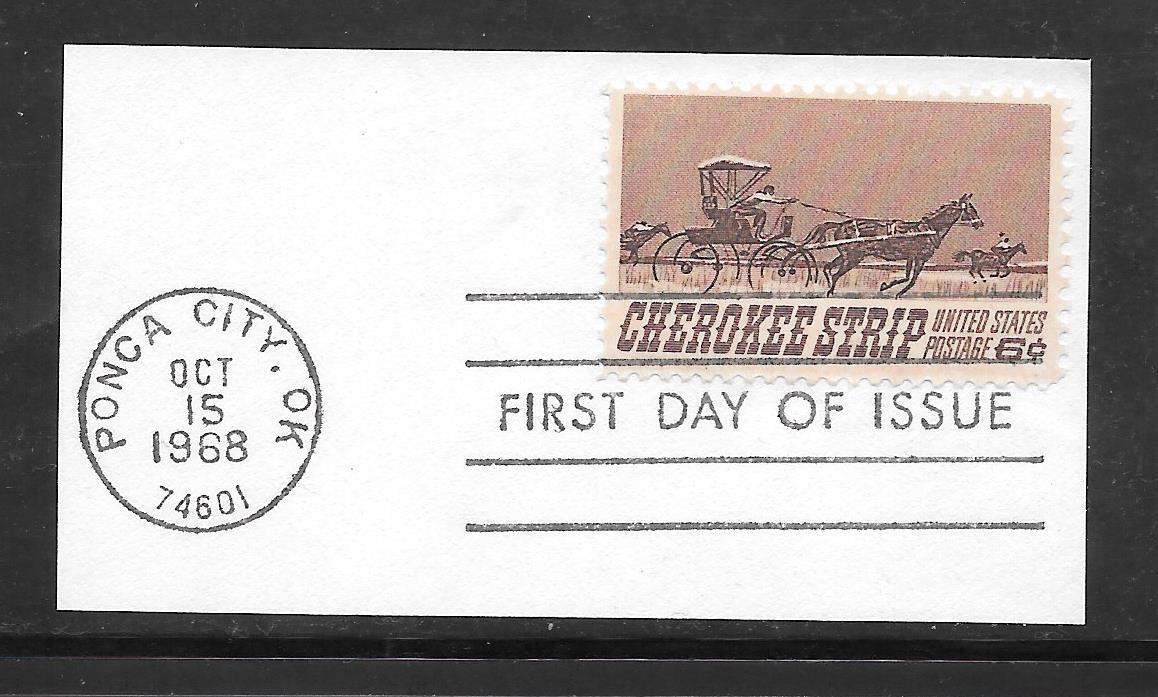 CHEROKEE STRIP UNITED STATES
POSTAGE 6¢
FIRST DAY OF ISSUE
PONCA CITY, OK
OCT
15
1968
74601